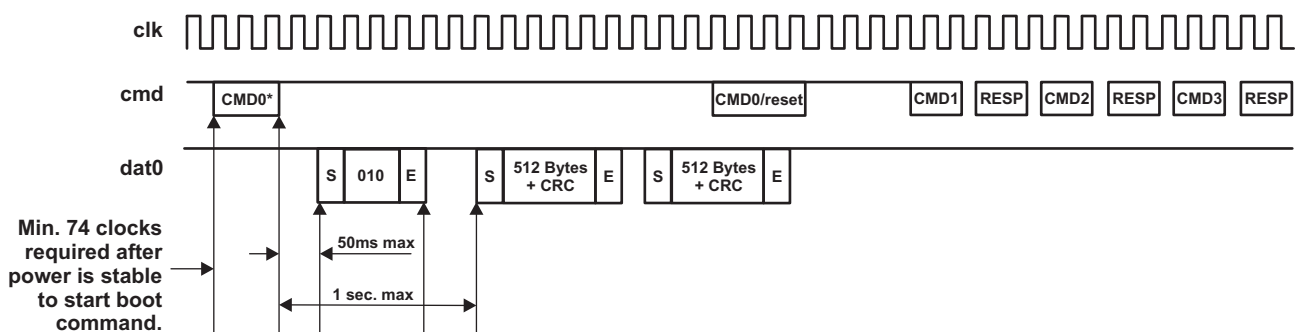 clk
cmd
CMD0*
CMD0/reset
CMD1
RESP
CMD2
RESP
CMD3
RESP
dat0
S
010
E
S
512 Bytes
+ CRC
E
S
512 Bytes
+ CRC
E
Min. 74 clocks
required after
power is stable
to start boot
command.
50ms max
1 sec. max